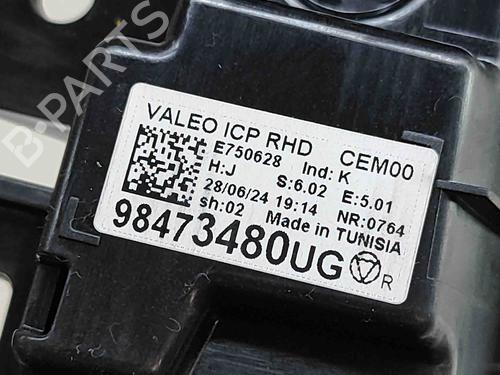 B-PARTS
VALEO ICP RHD CEM00
E750628 Ind: K
H:J S:6.02 E:5.01
28/06/24 19:14 NR:0764
sh:02 Made in TUNISIA
98473480UG R